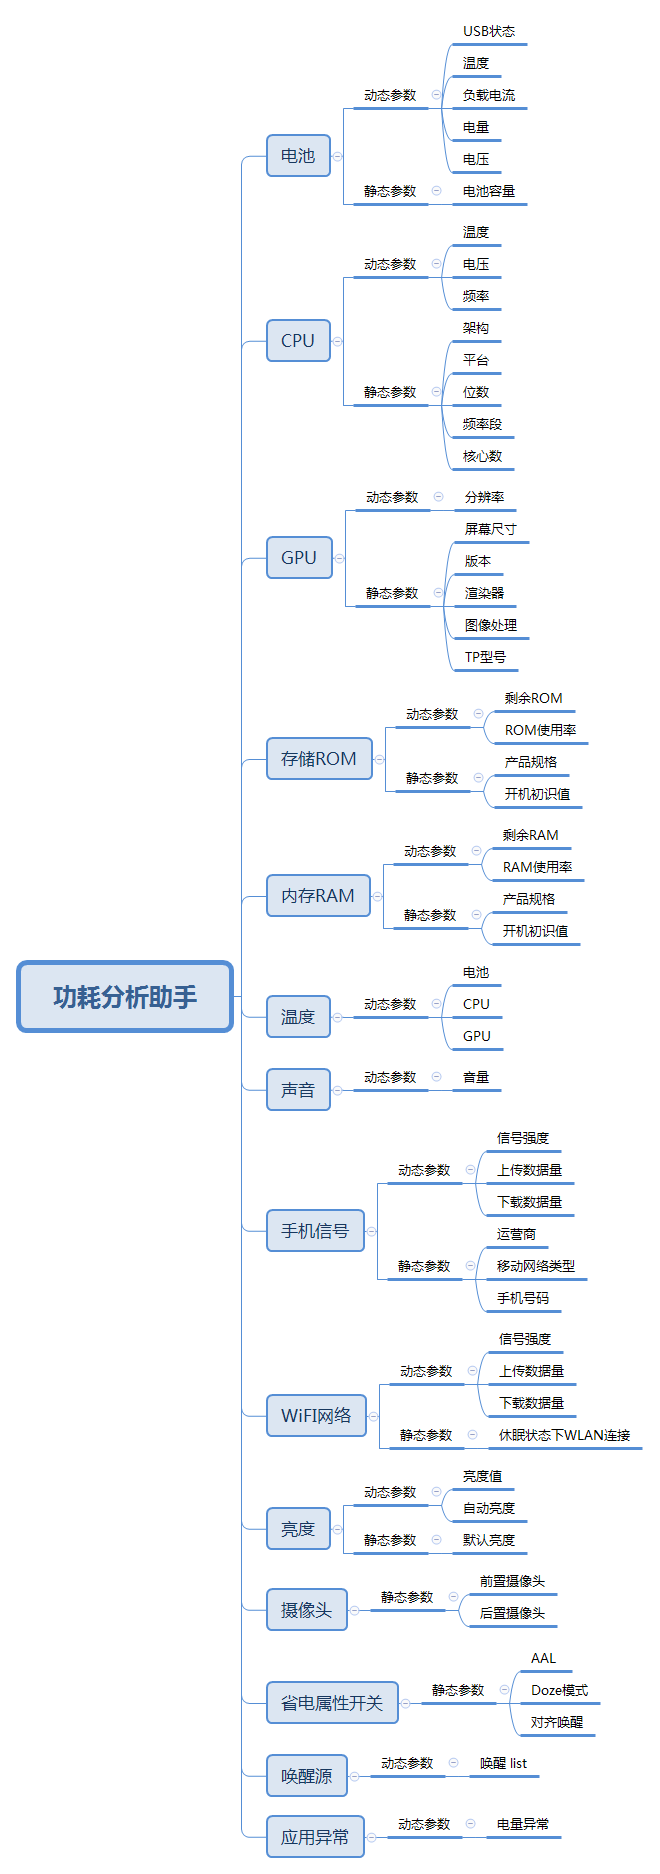 功耗分析助手
电池
动态参数
USB状态
温度
负载电流
电量
电压
静态参数
电池容量
CPU
动态参数
温度
电压
频率
静态参数
架构
平台
位数
频率段
核心数
GPU
动态参数
分辨率
静态参数
屏幕尺寸
版本
渲染器
图像处理
TP型号
存储ROM
动态参数
剩余ROM
ROM使用率
静态参数
产品规格
开机初识值
内存RAM
动态参数
剩余RAM
RAM使用率
静态参数
产品规格
开机初识值
温度
动态参数
电池
CPU
GPU
声音
动态参数
音量
手机信号
动态参数
信号强度
上传数据量
下载数据量
静态参数
运营商
移动网络类型
手机号码
WiFI网络
动态参数
信号强度
上传数据量
下载数据量
静态参数
休眠状态下WLAN连接
亮度
动态参数
亮度值
自动亮度
静态参数
默认亮度
摄像头
静态参数
前置摄像头
后置摄像头
省电属性开关
静态参数
AAL
Doze模式
对齐唤醒
唤醒源
动态参数
唤醒 list
应用异常
动态参数
电量异常